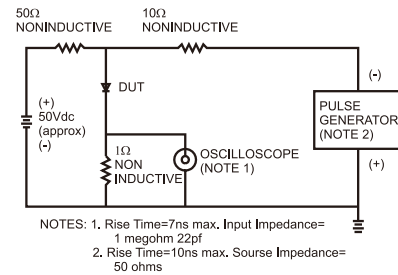 50Ω
NONINDUCTIVE
10Ω
NONINDUCTIVE
DUT
(+)
50Vdc
(approx)
(-)
(-)
PULSE
GENERATOR
(NOTE 2)
(+)
1Ω
NON
INDUCTIVE
OSCILLOSCOPE
(NOTE 1)
NOTES: 1. Rise Time=7ns max. Input Impedance=
1 megohm 22pf
2. Rise Time=10ns max. Sourse Impedance=
50 ohms